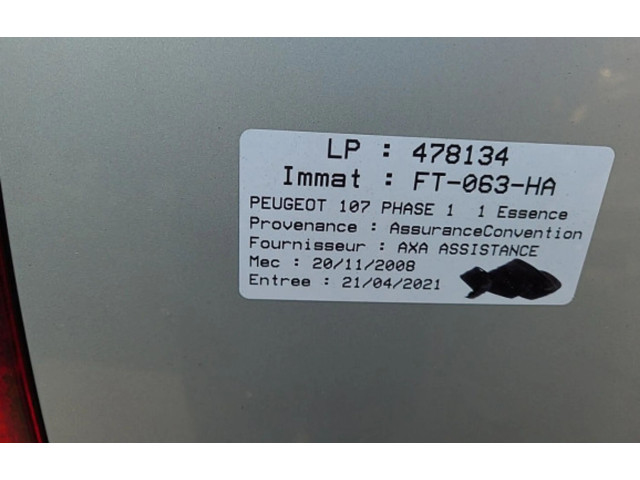 LP : 478134
Immat : FT-063-HA
PEUGEOT 107 PHASE 1 1 Essence
Provenance : AssuranceConvention
Fournisseur : AXA ASSISTANCE
Mec : 20/11/2008
Entree : 21/04/2021